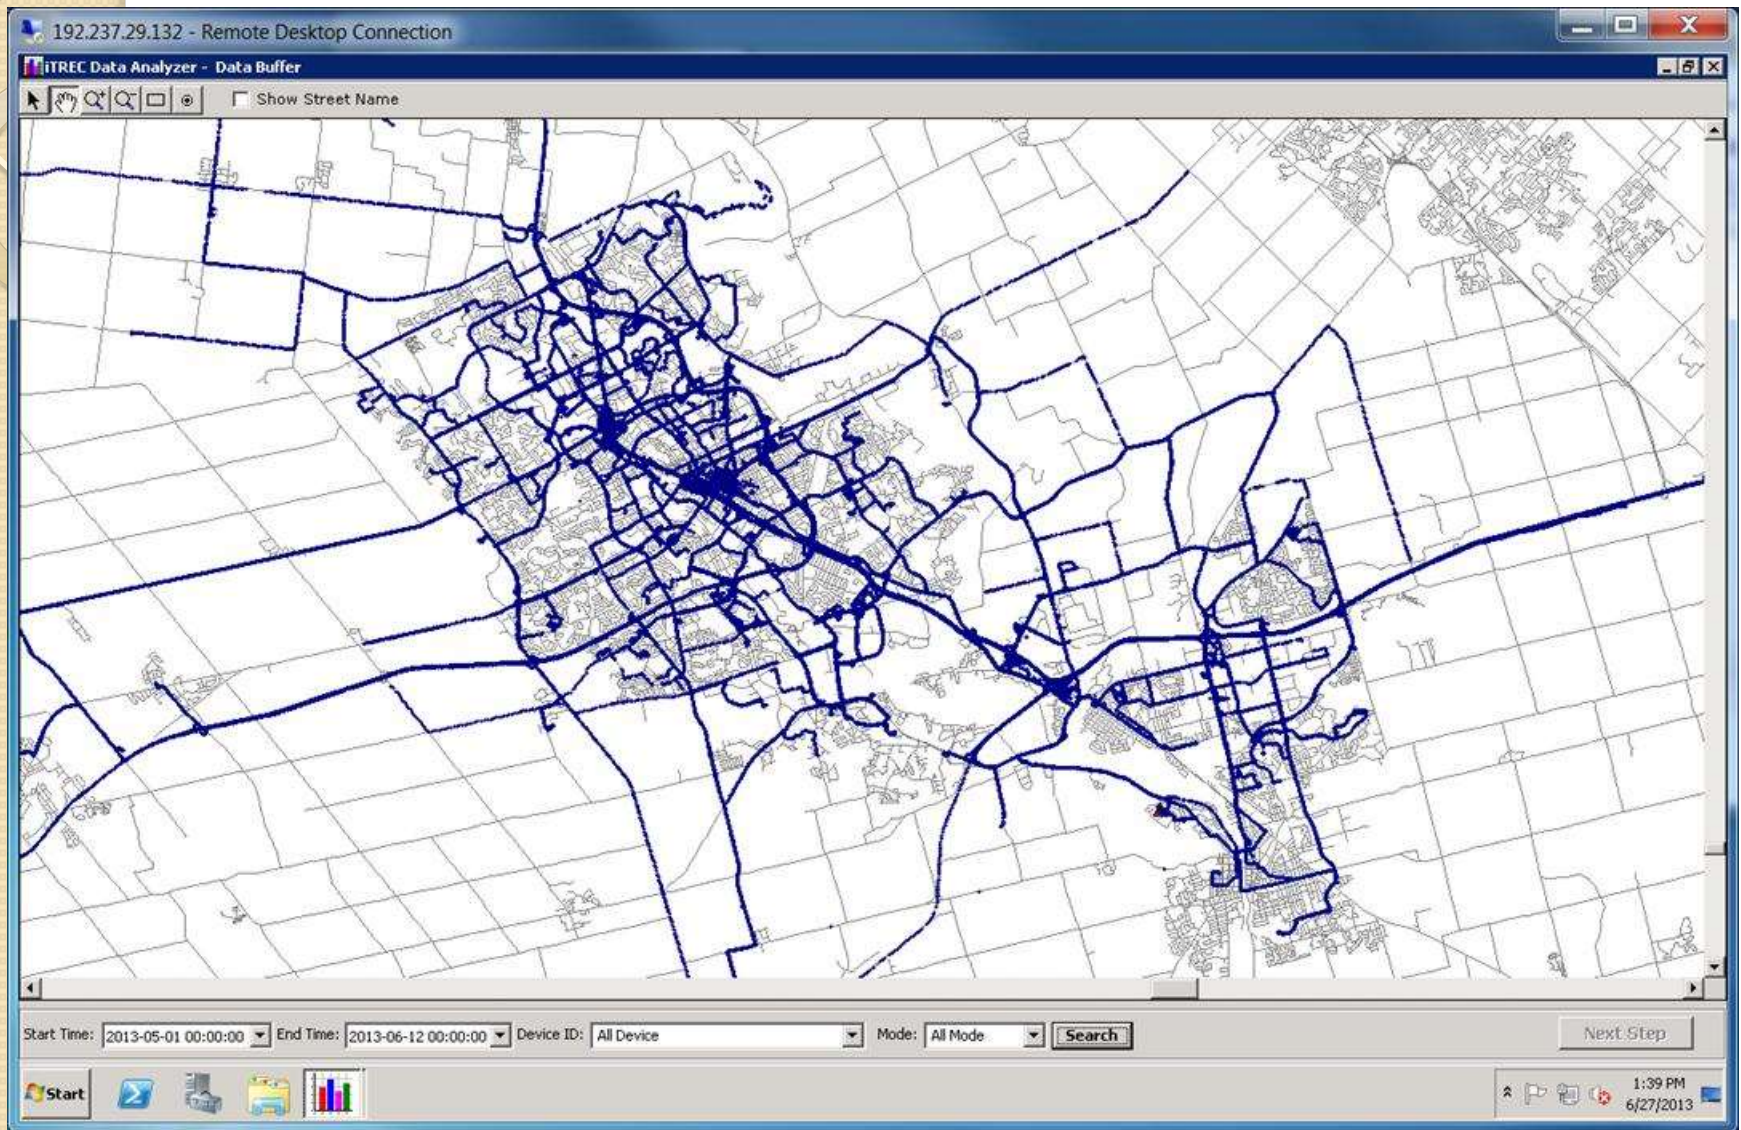 192.237.29.132 - Remote Desktop Connection
iTREC Data Analyzer - Data Buffer
Show Street Name
Start Time: 2013-05-01 00:00:00 End Time: 2013-06-12 00:00:00 Device ID: All Device Mode: All Mode Search Next Step
Start 1:39 PM
6/27/2013